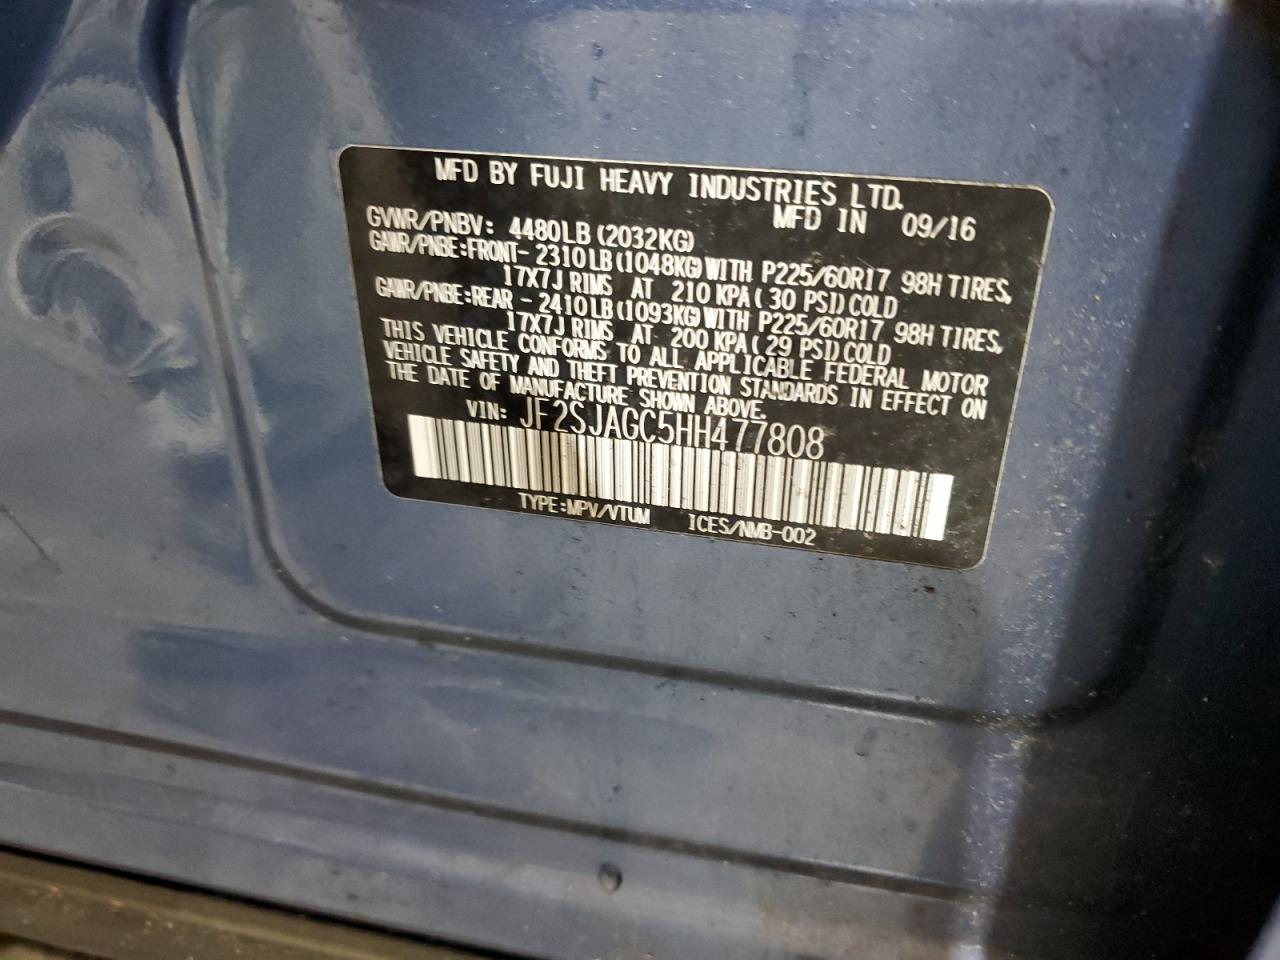 MFD BY FUJI HEAVY INDUSTRIES LTD.
MFD IN 09/16
GVWR/PNBV: 4480LB (2032KG)
GAWR/PNBE:FRONT- 2310LB (1048KG) WITH P225/60R17 98H TIRES,
17X7J RIMS AT 210 KPA ( 30 PSI) COLD
GAWR/PNBE:REAR - 2410LB (1093KG) WITH P225/60R17 98H TIRES,
17X7J RIMS AT 200 KPA ( 29 PSI) COLD
THIS VEHICLE CONFORMS TO ALL APPLICABLE FEDERAL MOTOR
VEHICLE SAFETY AND THEFT PREVENTION STANDARDS IN EFFECT ON
THE DATE OF MANUFACTURE SHOWN ABOVE.
VIN: JF2SJAGC5HH477808
TYPE:MPV/VTUM ICES/NMB-002